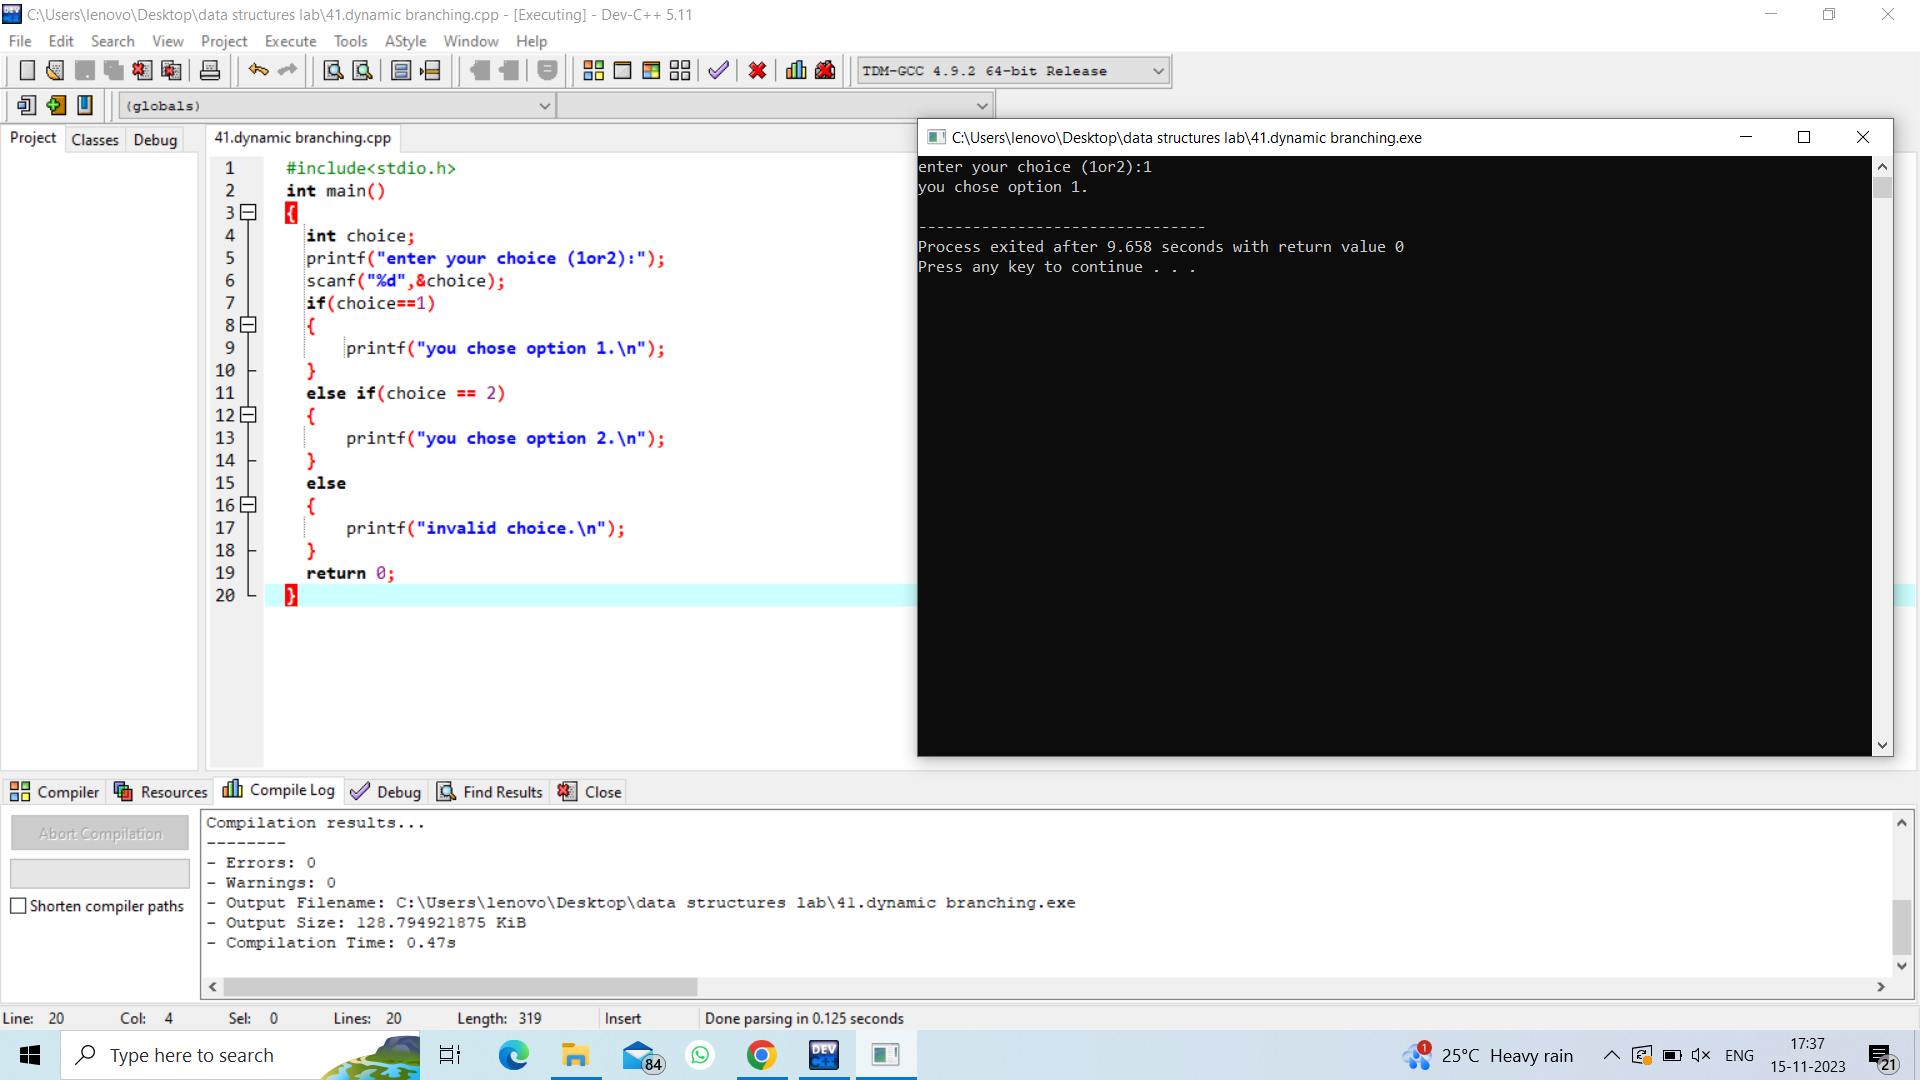 C:\Users\lenovo\Desktop\data structures lab\41.dynamic branching.cpp - [Executing] - Dev-C++ 5.11
File Edit Search View Project Execute Tools AStyle Window Help
TDM-GCC 4.9.2 64-bit Release
(globals)
Project Classes Debug
41.dynamic branching.cpp
1 #include<stdio.h>
2 int main()
3 {
4 int choice;
5 printf("enter your choice (1or2):");
6 scanf("%d",&choice);
7 if(choice==1)
8 {
9 printf("you chose option 1.\n");
10 }
11 else if(choice == 2)
12 {
13 printf("you chose option 2.\n");
14 }
15 else
16 {
17 printf("invalid choice.\n");
18 }
19 return 0;
20 }
C:\Users\lenovo\Desktop\data structures lab\41.dynamic branching.exe
enter your choice (1or2):1
you chose option 1.
--------------------------------
Process exited after 9.658 seconds with return value 0
Press any key to continue . . .
Compiler Resources Compile Log Debug Find Results Close
Abort Compilation
Shorten compiler paths
Compilation results...
--------
- Errors: 0
- Warnings: 0
- Output Filename: C:\Users\lenovo\Desktop\data structures lab\41.dynamic branching.exe
- Output Size: 128.794921875 KiB
- Compilation Time: 0.47s
Line: 20 Col: 4 Sel: 0 Lines: 20 Length: 319 Insert Done parsing in 0.125 seconds
Type here to search
84
DEV C++
1
25°C Heavy rain
ENG
17:37
15-11-2023
21